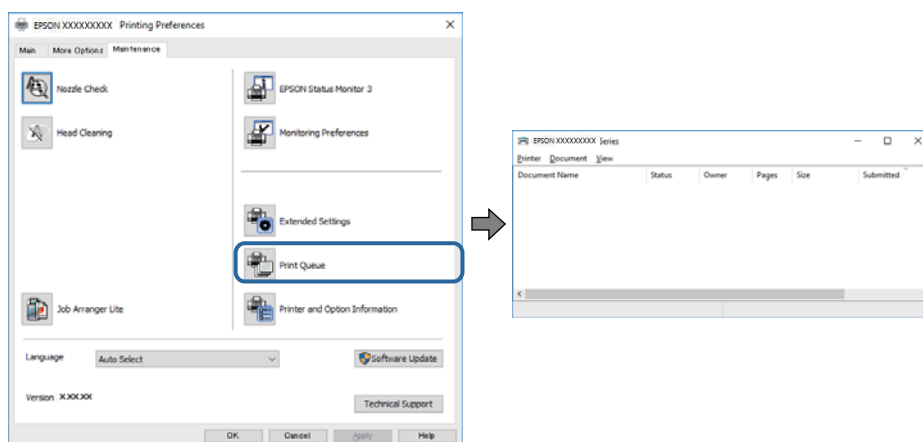 EPSON XXXXXXXXX Printing Preferences
Main More Options Maintenance
Nozzle Check
EPSON Status Monitor 3
Head Cleaning
Monitoring Preferences
Extended Settings
Print Queue
Job Arranger Lite
Printer and Option Information
Language Auto Select
Software Update
Version X.XX.XX
Technical Support
OK Cancel Apply Help
EPSON XXXXXXXXX Series
Printer Document View
Document Name Status Owner Pages Size Submitted